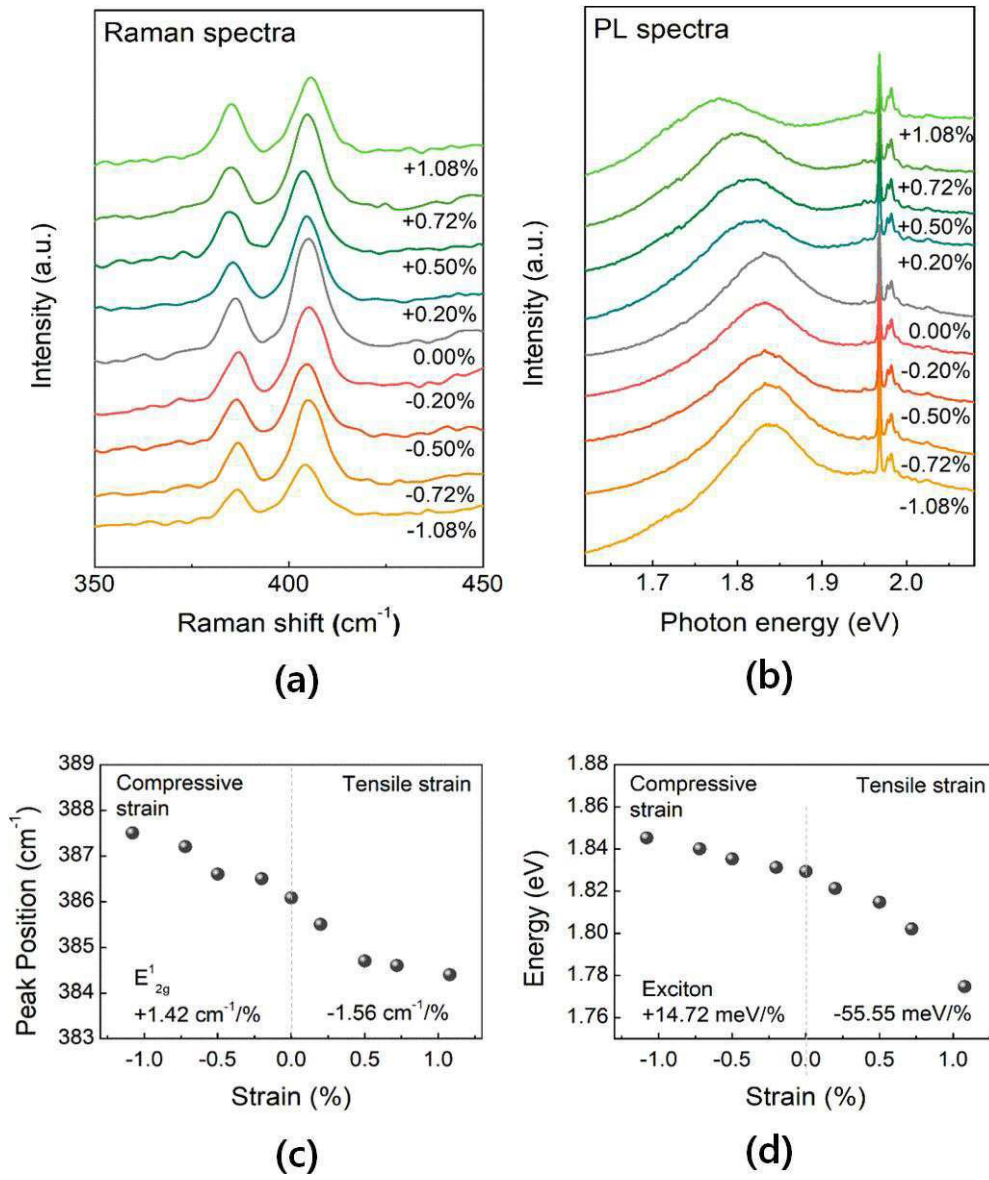 Raman spectra
Intensity (a.u.)
+1.08%
+0.72%
+0.50%
+0.20%
0.00%
-0.20%
-0.50%
-0.72%
-1.08%
350
400
450
Raman shift (cm⁻¹)
(a)
PL spectra
Intensity (a.u.)
+1.08%
+0.72%
+0.50%
+0.20%
0.00%
-0.20%
-0.50%
-0.72%
-1.08%
1.7
1.8
1.9
2.0
Photon energy (eV)
(b)
Peak Position (cm⁻¹)
389
388
387
386
385
384
383
Compressive
strain
Tensile strain
E¹₂g
+1.42 cm⁻¹/%
-1.56 cm⁻¹/%
-1.0
-0.5
0.0
0.5
1.0
Strain (%)
(c)
Energy (eV)
1.88
1.86
1.84
1.82
1.80
1.78
1.76
Compressive
strain
Tensile strain
Exciton
+14.72 meV/%
-55.55 meV/%
-1.0
-0.5
0.0
0.5
1.0
Strain (%)
(d)